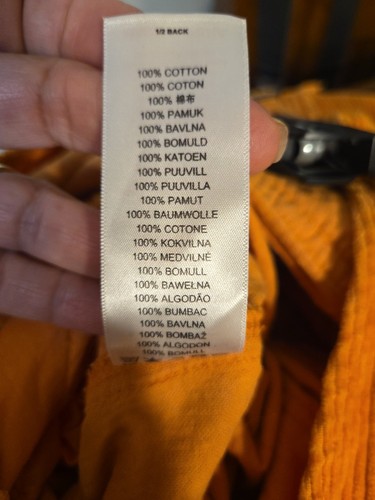 1/2 BACK
100% COTTON
100% COTON
100% 棉布
100% PAMUK
100% BAVLNA
100% BOMULD
100% KATOEN
100% PUUVILL
100% PUUVILLA
100% PAMUT
100% BAUMWOLLE
100% COTONE
100% KOKVILNA
100% MEDVILNĖ
100% BOMULL
100% BAWEŁNA
100% ALGODÃO
100% BUMBAC
100% BAVLNA
100% BOMBAŽ
100% ALGODON
100% BOMULL